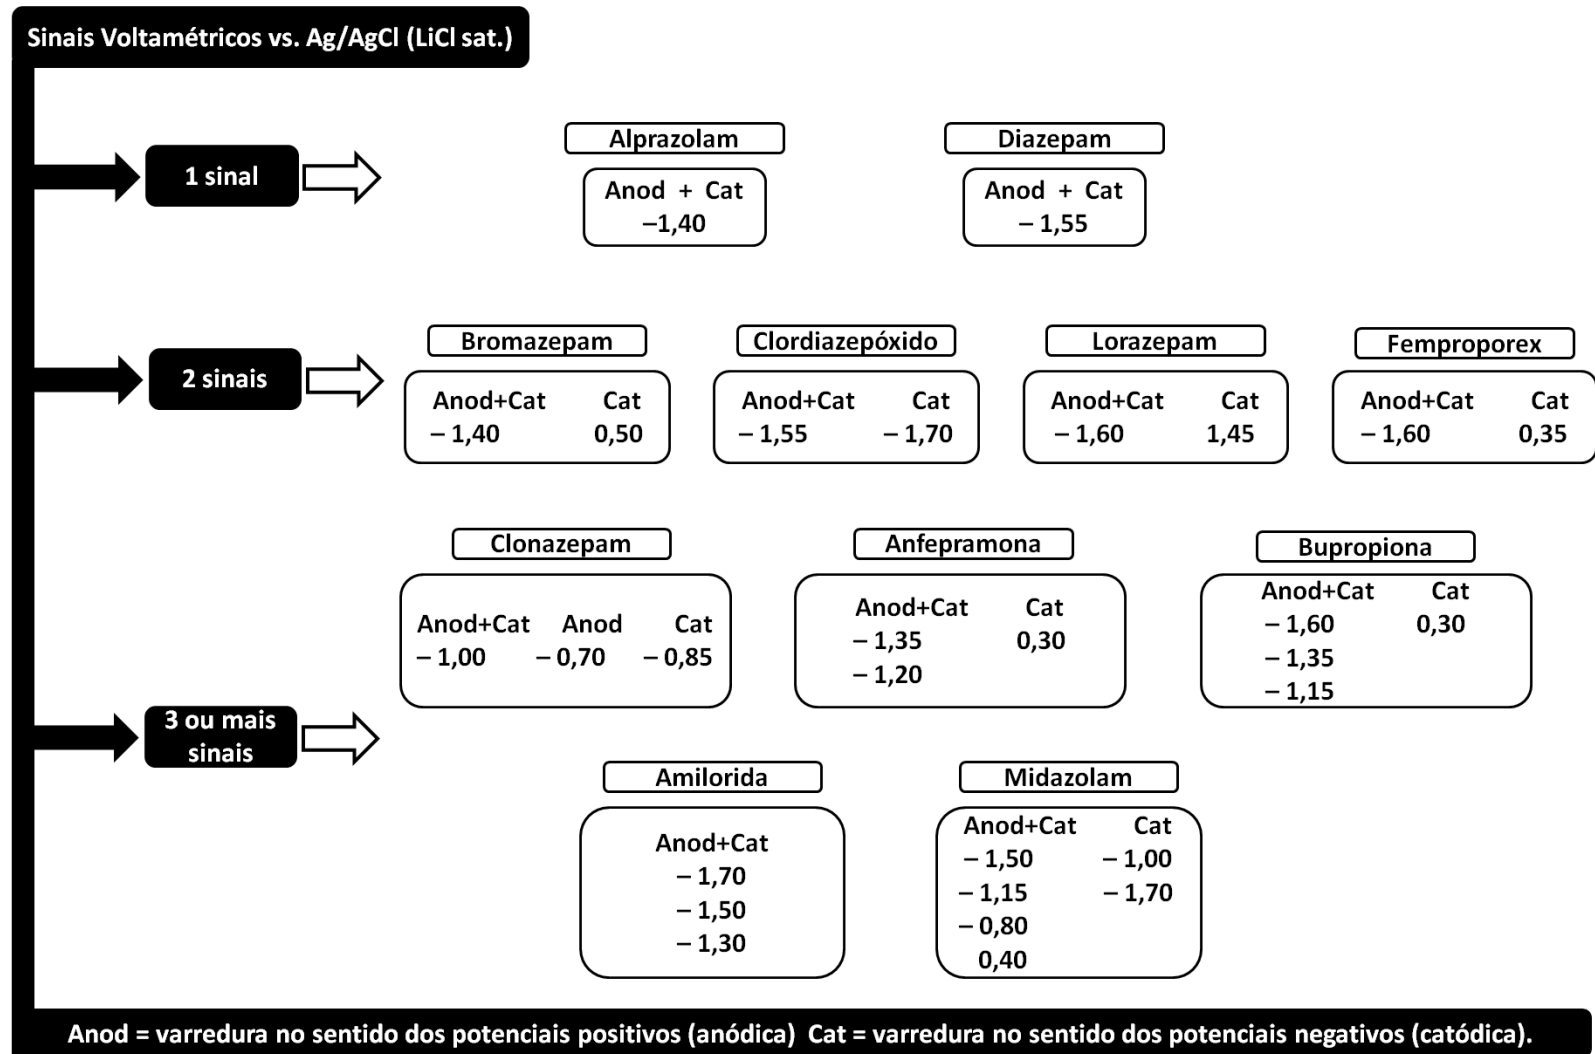 Sinais Voltamétricos vs. Ag/AgCl (LiCl sat.)
1 sinal
Alprazolam
Anod + Cat
–1,40
Diazepam
Anod + Cat
– 1,55
2 sinais
Bromazepam
Anod+Cat Cat
– 1,40 0,50
Clordiazepóxido
Anod+Cat Cat
– 1,55 – 1,70
Lorazepam
Anod+Cat Cat
– 1,60 1,45
Femproporex
Anod+Cat Cat
– 1,60 0,35
3 ou mais
sinais
Clonazepam
Anod+Cat Anod Cat
– 1,00 – 0,70 – 0,85
Anfepramona
Anod+Cat Cat
– 1,35 0,30
– 1,20
Bupropiona
Anod+Cat Cat
– 1,60 0,30
– 1,35
– 1,15
Amilorida
Anod+Cat
– 1,70
– 1,50
– 1,30
Midazolam
Anod+Cat Cat
– 1,50 – 1,00
– 1,15 – 1,70
– 0,80
0,40
Anod = varredura no sentido dos potenciais positivos (anódica) Cat = varredura no sentido dos potenciais negativos (catódica).